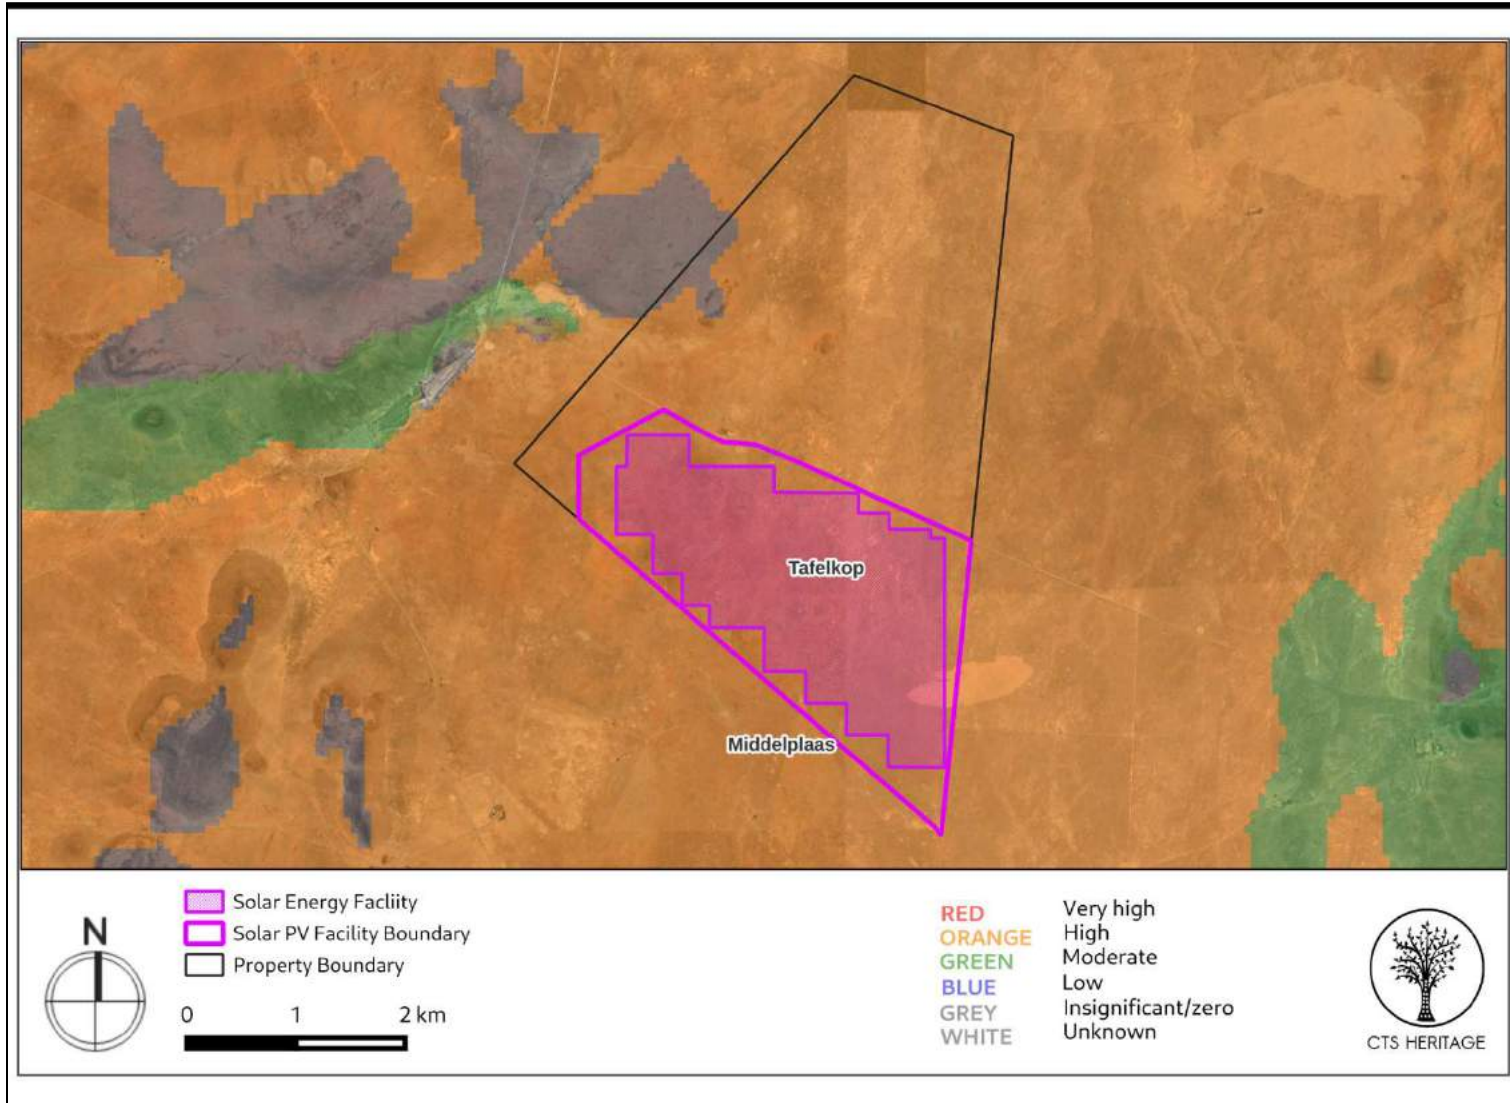 Tafelkop
Middelplaas
N
0 1 2 km
Solar Energy Facliity
Solar PV Facility Boundary
Property Boundary
RED Very high
ORANGE High
GREEN Moderate
BLUE Low
GREY Insignificant/zero
WHITE Unknown
CTS HERITAGE